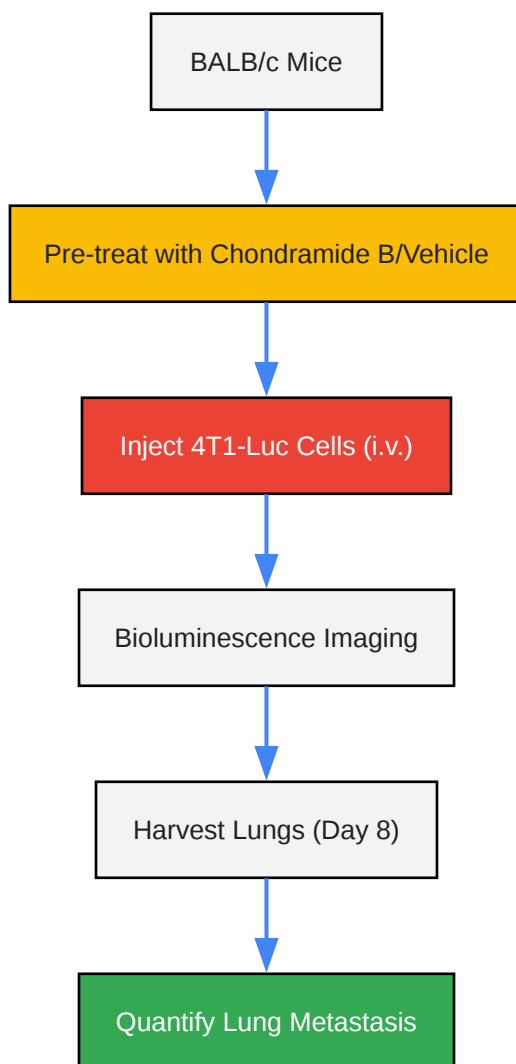 BALB/c Mice
Pre-treat with Chondramide B/Vehicle
Inject 4T1-Luc Cells (i.v.)
Bioluminescence Imaging
Harvest Lungs (Day 8)
Quantify Lung Metastasis